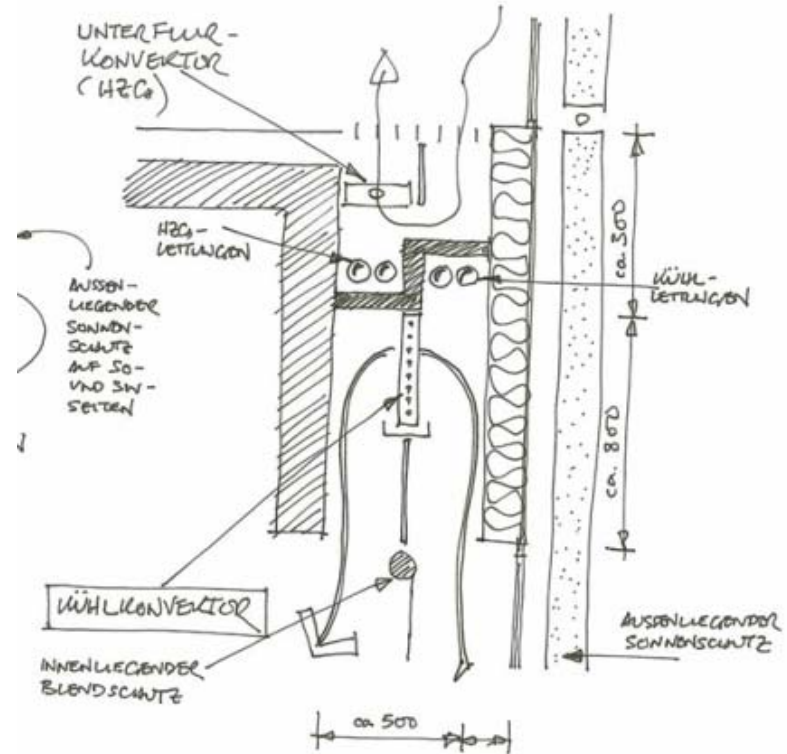 UNTERFLUR-
KONVEKTOR
(HZG)
HZG-
LEITUNGEN
AUSSEN-
LIEGENDER
SONNEN-
SCHUTZ
AUF SO-
UND SW-
SEITEN
N
KÜHL-
LEITUNGEN
ca. 500
ca. 800
KÜHLKONVEKTOR
INNENLIEGENDER
BLENDSCHUTZ
AUSSENLIEGENDER
SONNENSCHUTZ
ca 500